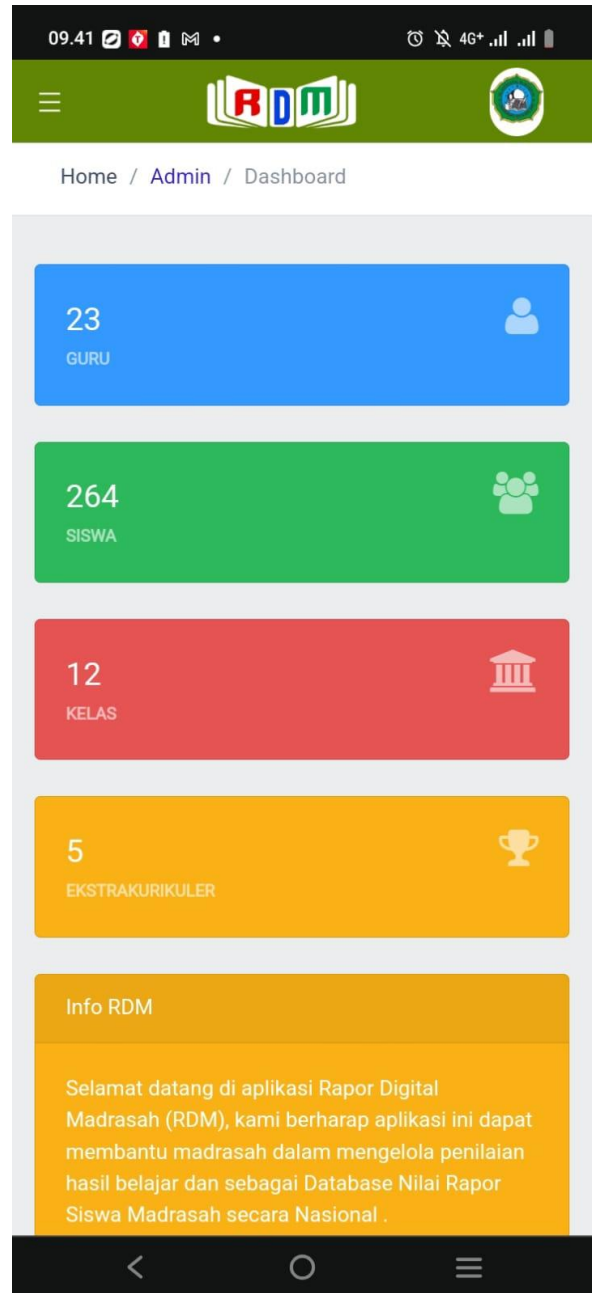 09.41
4G+
RDM
Home / Admin / Dashboard
23
GURU
264
SISWA
12
KELAS
5
EKSTRAKURIKULER
Info RDM
Selamat datang di aplikasi Rapor Digital
Madrasah (RDM), kami berharap aplikasi ini dapat
membantu madrasah dalam mengelola penilaian
hasil belajar dan sebagai Database Nilai Rapor
Siswa Madrasah secara Nasional .